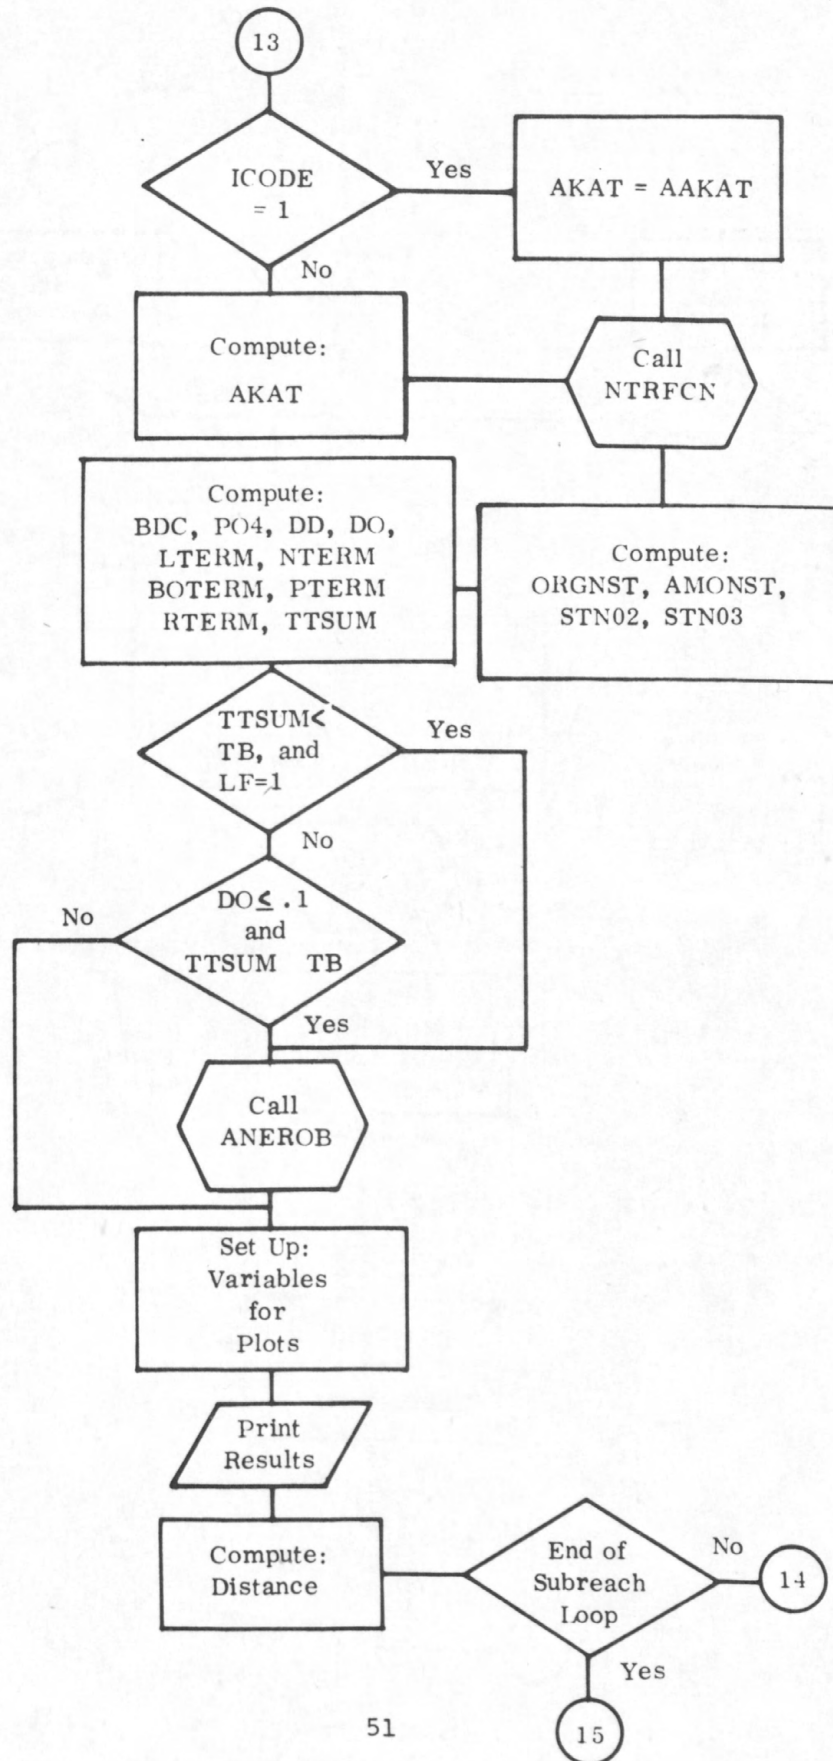 13
ICODE
= 1
Yes
AKAT = AAKAT
No
Compute:
AKAT
Call
NTRFCN
Compute:
BDC, PO4, DD, DO,
LTERM, NTERM
BOTERM, PTERM
RTERM, TTSUM
Compute:
ORGNST, AMONST,
STN02, STN03
TTSUM<
TB, and
LF=1
Yes
No
DO ≤ .1
and
TTSUM TB
No
Yes
Call
ANEROB
Set Up:
Variables
for
Plots
Print
Results
Compute:
Distance
End of
Subreach
Loop
No
14
Yes
15
51